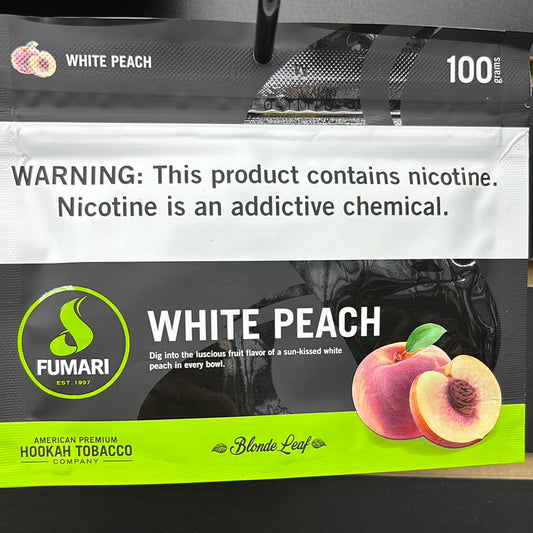 WHITE PEACH
100
grams
WARNING: This product contains nicotine.
Nicotine is an addictive chemical.
FUMARI
EST. 1997
WHITE PEACH
Dig into the luscious fruit flavor of a sun-kissed white
peach in every bowl.
AMERICAN PREMIUM
HOOKAH TOBACCO
COMPANY
Blonde Leaf